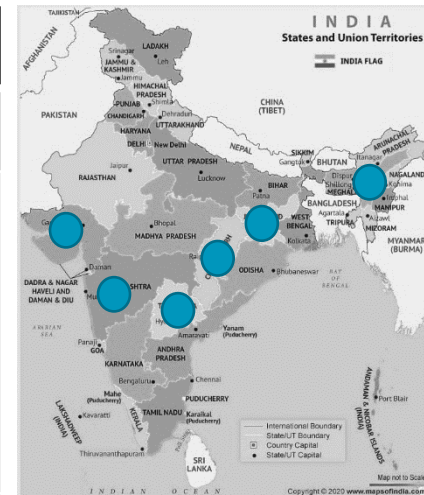 INDIA
States and Union Territories
INDIA FLAG
TAJIKISTAN
AFGHANISTAN
PAKISTAN
CHINA
(TIBET)
NEPAL
BHUTAN
BANGLADESH
MYANMAR
(BURMA)
LADAKH
Leh
Srinagar
JAMMU &
KASHMIR
Jammu
HIMACHAL
PRADESH
Shimla
PUNJAB
CHANDIGARH
Dehradun
UTTARAKHAND
HARYANA
DELHI
New Delhi
RAJASTHAN
Jaipur
UTTAR PRADESH
Lucknow
BIHAR
Patna
SIKKIM
Gangtok
ARUNACHAL
PRADESH
Itanagar
Dispur
Shillong
NAGALAND
Kohima
Imphal
MANIPUR
Aizawl
MIZORAM
Agartala
TRIPURA
WEST
BENGAL
Kolkata
MADHYA PRADESH
Bhopal
ODISHA
Bhubaneswar
Daman
DADRA & NAGAR
HAVELI AND
DAMAN & DIU
ARABIAN
SEA
BAY
OF
BENGAL
Amaravati
Yanam
(Puducherry)
Panaji
GOA
KARNATAKA
ANDHRA
PRADESH
Bengaluru
Chennai
Mahe
(Puducherry)
PUDUCHERRY
Karaikal
(Puducherry)
TAMIL NADU
KERALA
LAKSHADWEEP
(INDIA)
Kavaratti
Thiruvananthapuram
SRI
LANKA
ANDAMAN & NICOBAR ISLANDS
(INDIA)
Port Blair
INDIAN OCEAN
International Boundary
State/UT Boundary
Country Capital
State/UT Capital
Map not to Scale
Copyright © 2020 www.mapsofindia.com